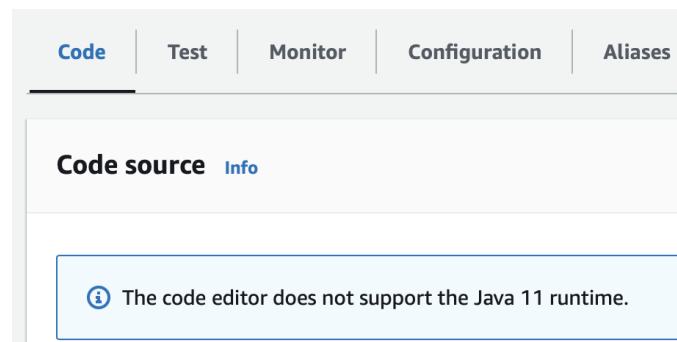 Code Test Monitor Configuration Aliases
Code source Info
The code editor does not support the Java 11 runtime.